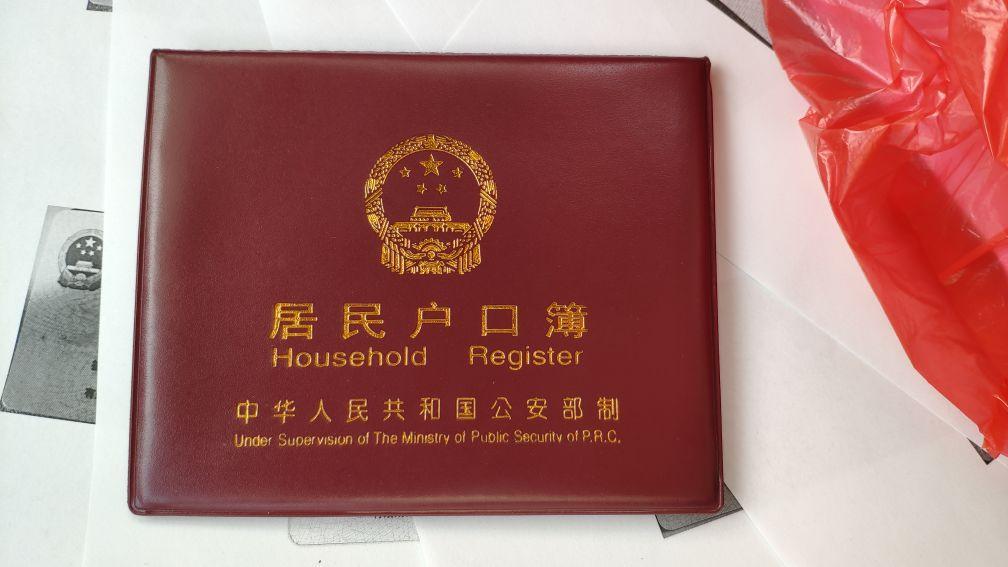 居民户口簿
Household Register
中华人民共和国公安部制
Under Supervision of The Ministry of Public Security of P.R.C.